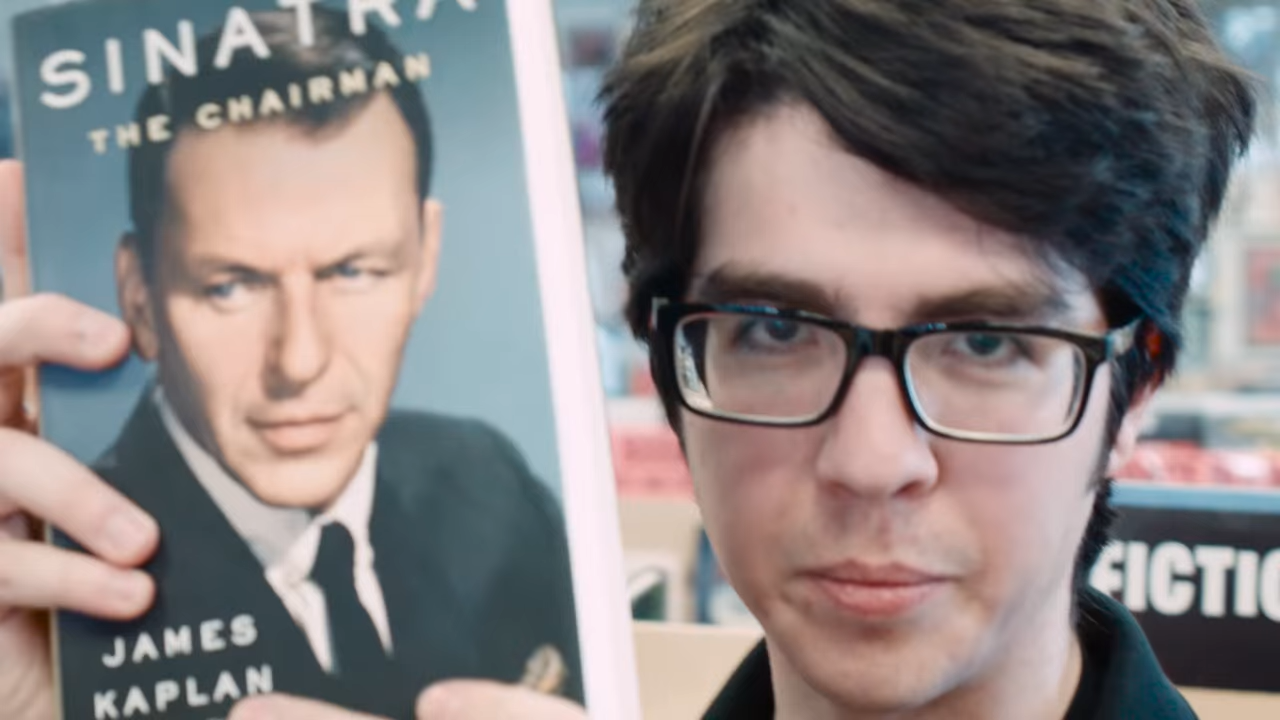 SINATRA
THE CHAIRMAN
JAMES
KAPLAN
FICTIO